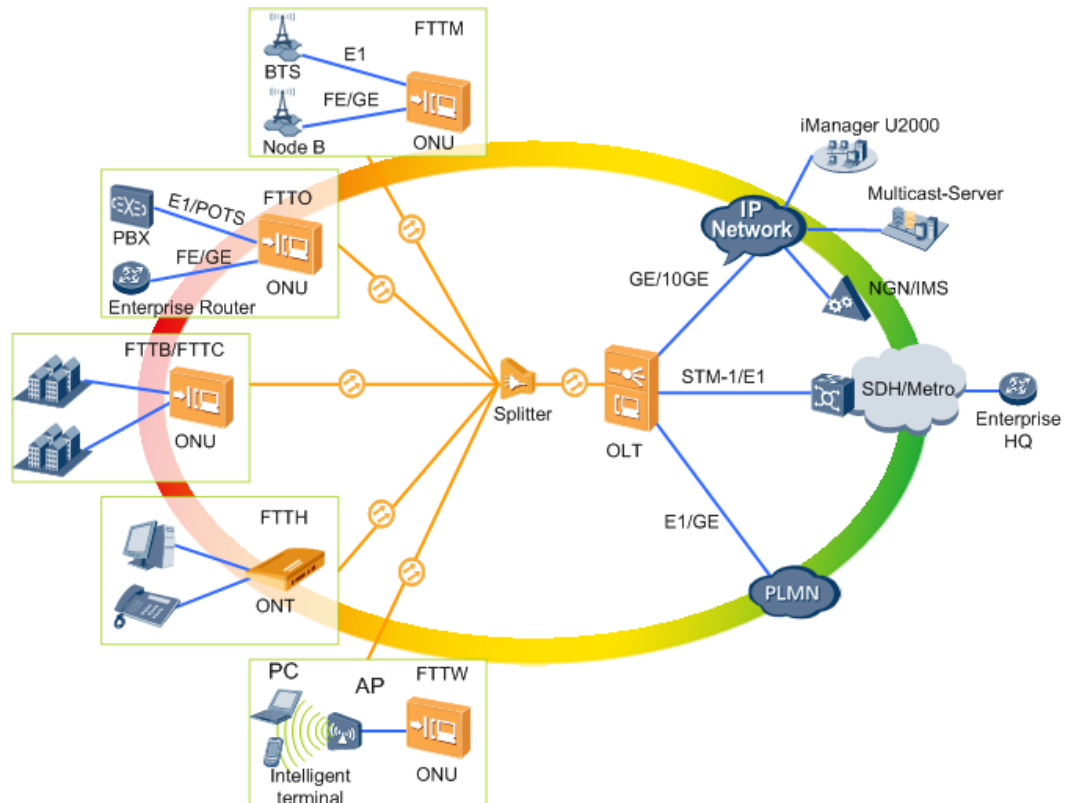 FTTM
BTS
E1
FE/GE
Node B
ONU
FTTO
E1/POTS
PBX
FE/GE
ONU
Enterprise Router
FTTB/FTTC
ONU
FTTH
ONT
PC
AP
FTTW
Intelligent
terminal
ONU
Splitter
OLT
GE/10GE
STM-1/E1
E1/GE
IP
Network
iManager U2000
Multicast-Server
NGN/IMS
SDH/Metro
Enterprise
HQ
PLMN